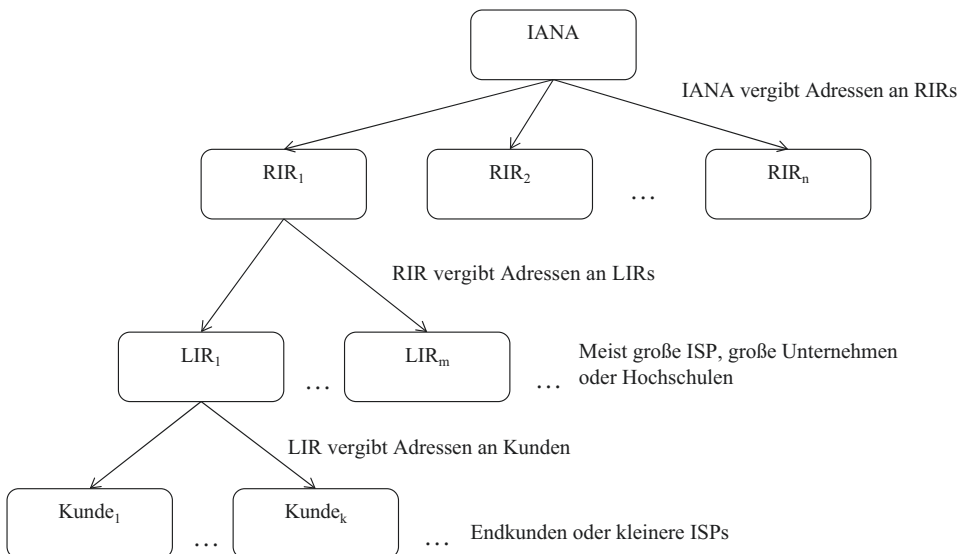 IANA
IANA vergibt Adressen an RIRs
RIR₁
RIR₂
…
RIRₙ
RIR vergibt Adressen an LIRs
LIR₁
…
LIRₘ
…
Meist große ISP, große Unternehmen
oder Hochschulen
LIR vergibt Adressen an Kunden
Kunde₁
…
Kundeₖ
…
Endkunden oder kleinere ISPs